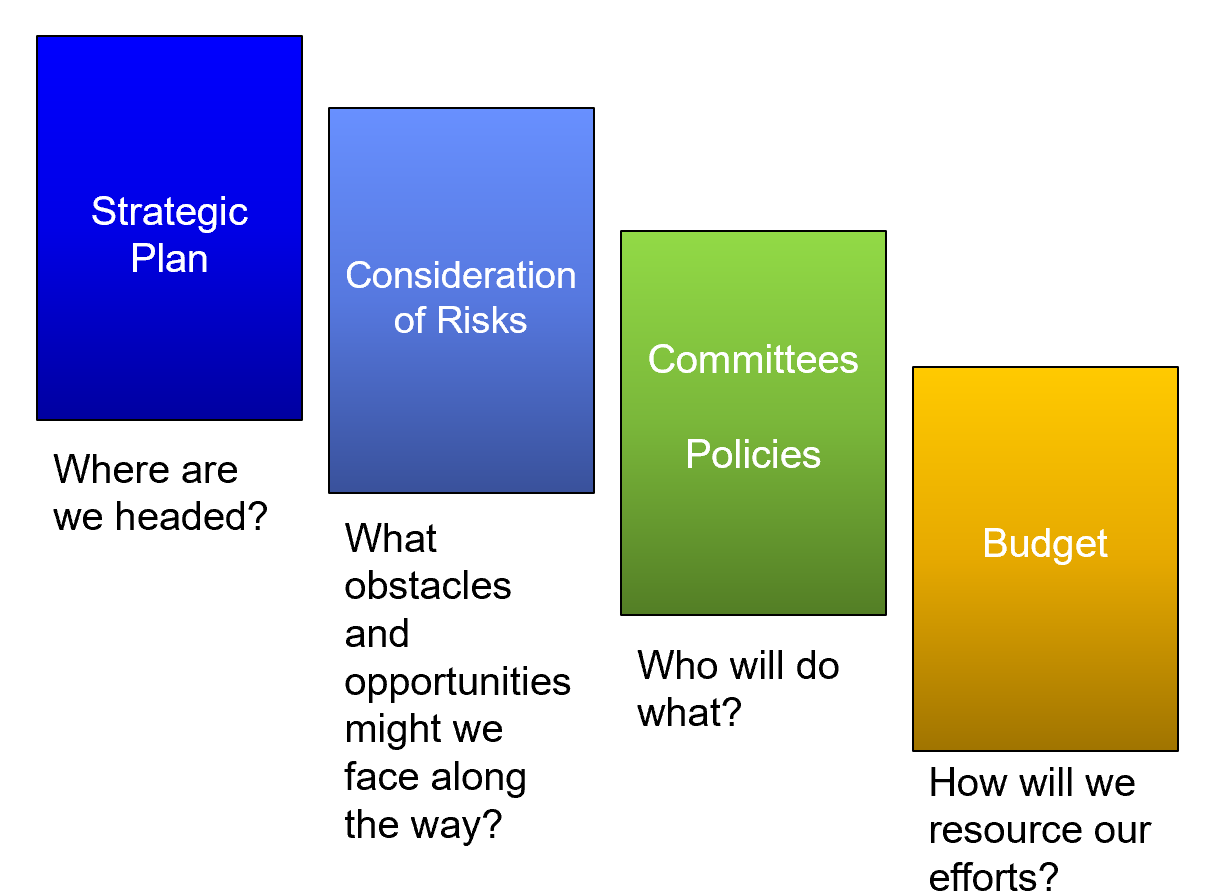 Strategic
Plan
Where are
we headed?
Consideration
of Risks
What
obstacles
and
opportunities
might we
face along
the way?
Committees
Policies
Who will do
what?
Budget
How will we
resource our
efforts?